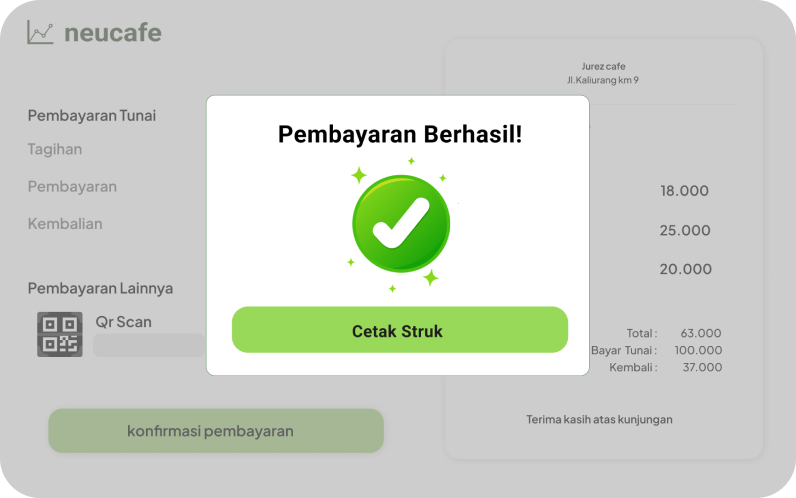 neucafe
Jurez cafe
Jl.Kaliurang km 9
Pembayaran Tunai
Tagihan
Pembayaran
Kembalian
Pembayaran Lainnya
Qr Scan
konfirmasi pembayaran
Pembayaran Berhasil!
Cetak Struk
18.000
25.000
20.000
Total : 63.000
Bayar Tunai : 100.000
Kembali : 37.000
Terima kasih atas kunjungan